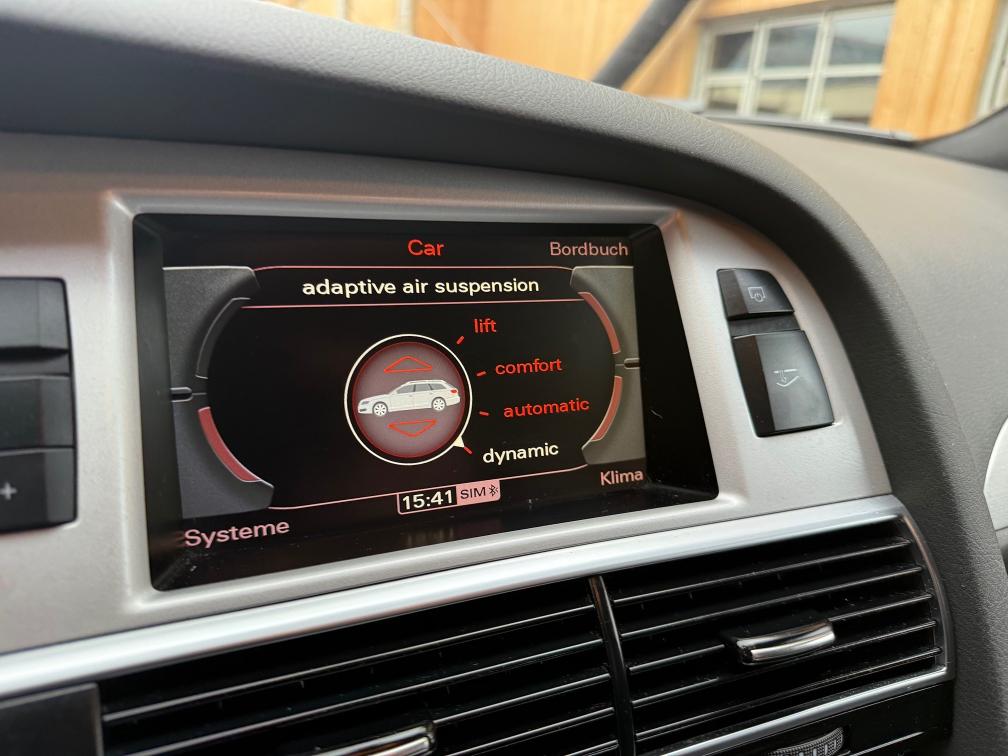 Car
Bordbuch
adaptive air suspension
lift
comfort
automatic
dynamic
Klima
15:41 SIM
Systeme
+